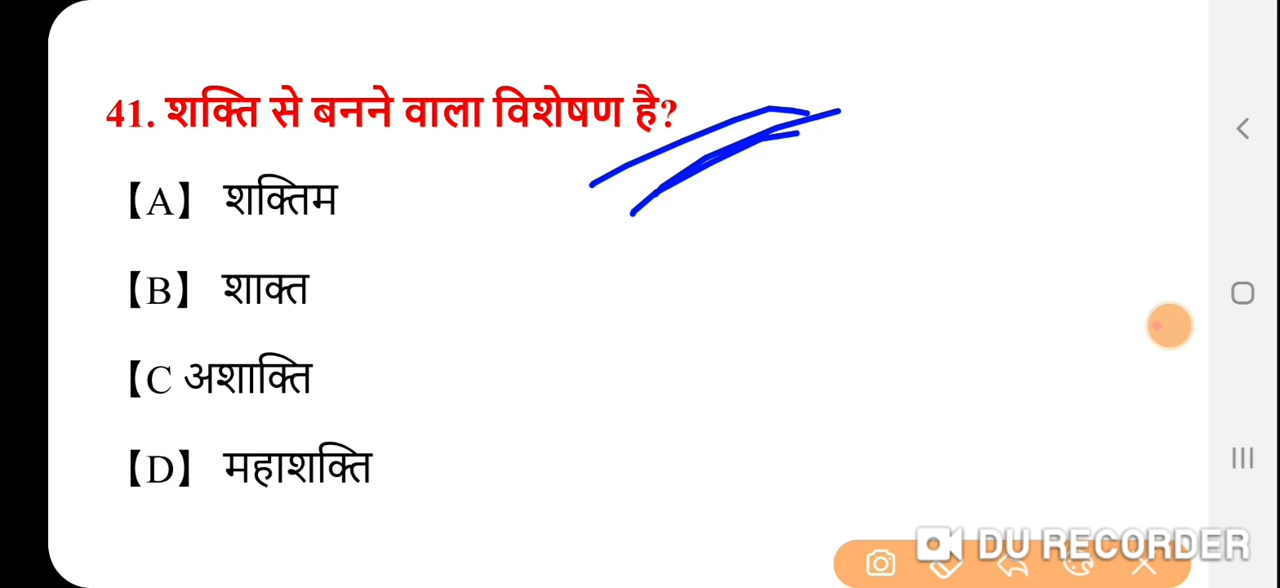 41. शक्ति से बनने वाला विशेषण है?
【A】 शक्तिम
【B】 शाक्त
【C अशाक्ति
【D】 महाशक्ति
DU RECORDER